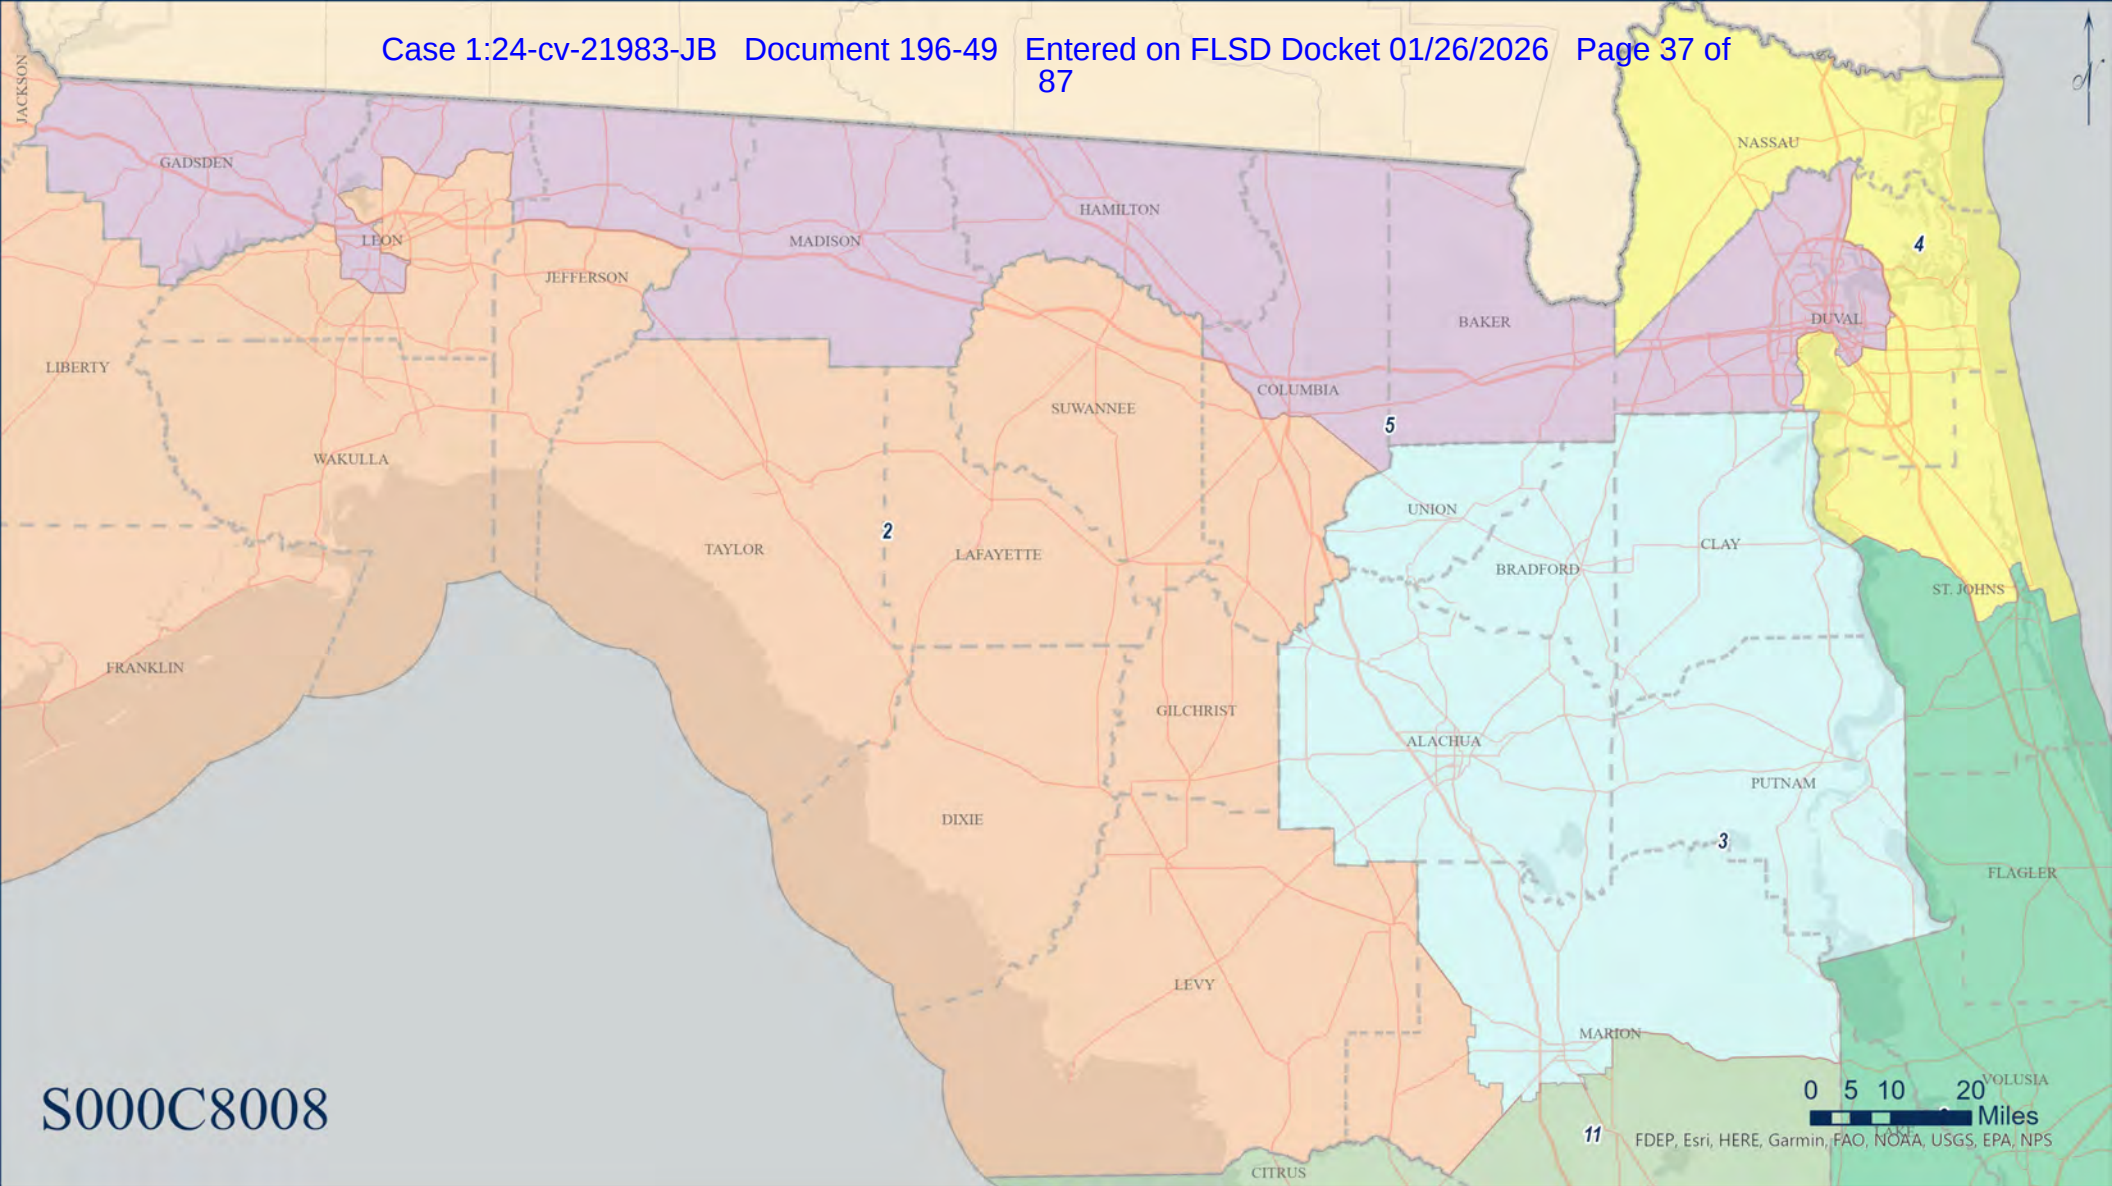 Case 1:24-cv-21983-JB Document 196-49 Entered on FLSD Docket 01/26/2026 Page 37 of
87
JACKSON
N
NASSAU
GADSDEN
HAMILTON
LEON
MADISON
4
JEFFERSON
BAKER
DUVAL
LIBERTY
COLUMBIA
SUWANNEE
5
WAKULLA
UNION
2
TAYLOR
LAFAYETTE
CLAY
BRADFORD
ST. JOHNS
FRANKLIN
GILCHRIST
ALACHUA
PUTNAM
DIXIE
3
FLAGLER
LEVY
MARION
VOLUSIA
0 5 10 20
Miles
S000C8008
11
LAKE
FDEP, Esri, HERE, Garmin, FAO, NOAA, USGS, EPA, NPS
CITRUS